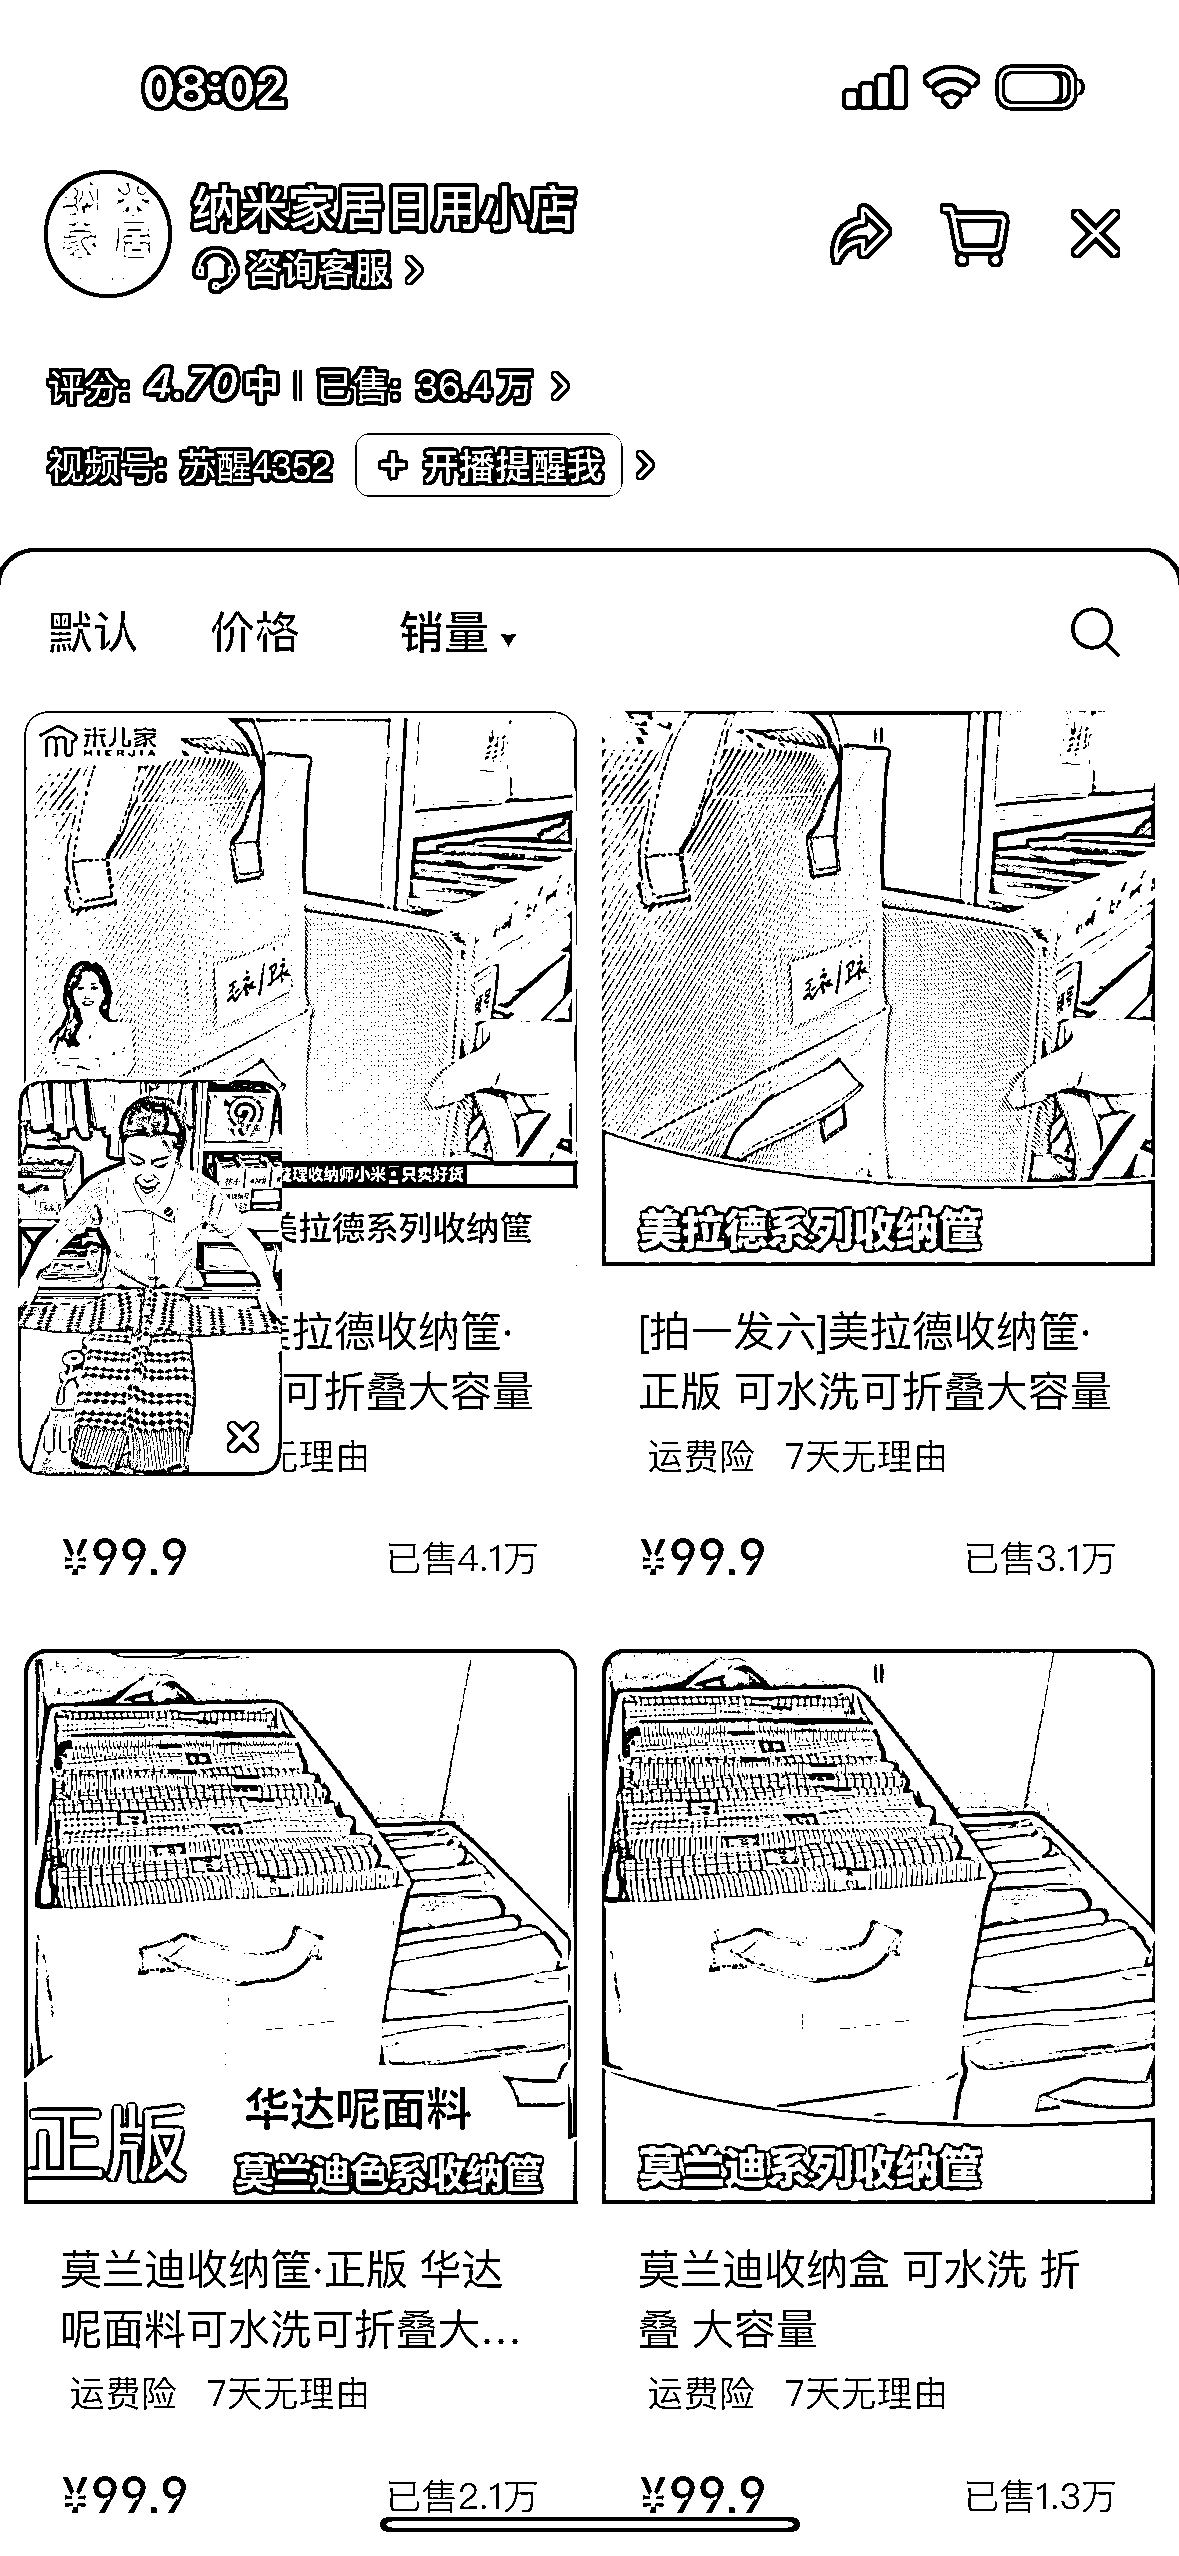 08:02
纳米家居日用小店
咨询客服
评分: 4.70中 | 已售: 36.4万
视频号: 苏醒4352 + 开播提醒我
默认 价格 销量
米儿家
MIERJIA
毛衣/卫衣
毛衣/卫衣
整理收纳师小米:只卖好货
美拉德系列收纳筐
美拉德系列收纳筐
拉德收纳筐·
可折叠大容量
无理由
¥99.9 已售4.1万
[拍一发六]美拉德收纳筐·
正版 可水洗可折叠大容量
运费险 7天无理由
¥99.9 已售3.1万
正版
华达呢面料
莫兰迪色系收纳筐
莫兰迪系列收纳筐
莫兰迪收纳筐·正版 华达
呢面料可水洗可折叠大...
运费险 7天无理由
¥99.9 已售2.1万
莫兰迪收纳盒 可水洗 折
叠 大容量
运费险 7天无理由
¥99.9 已售1.3万